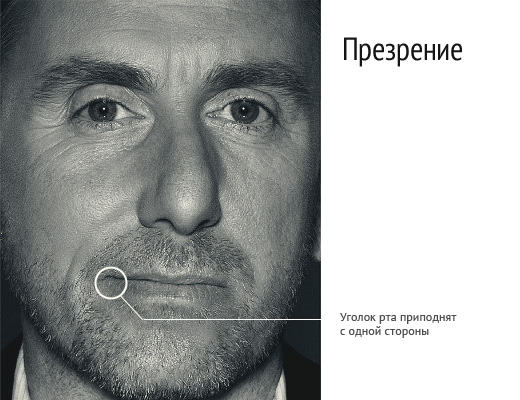 Презрение
Уголок рта приподнят
с одной стороны